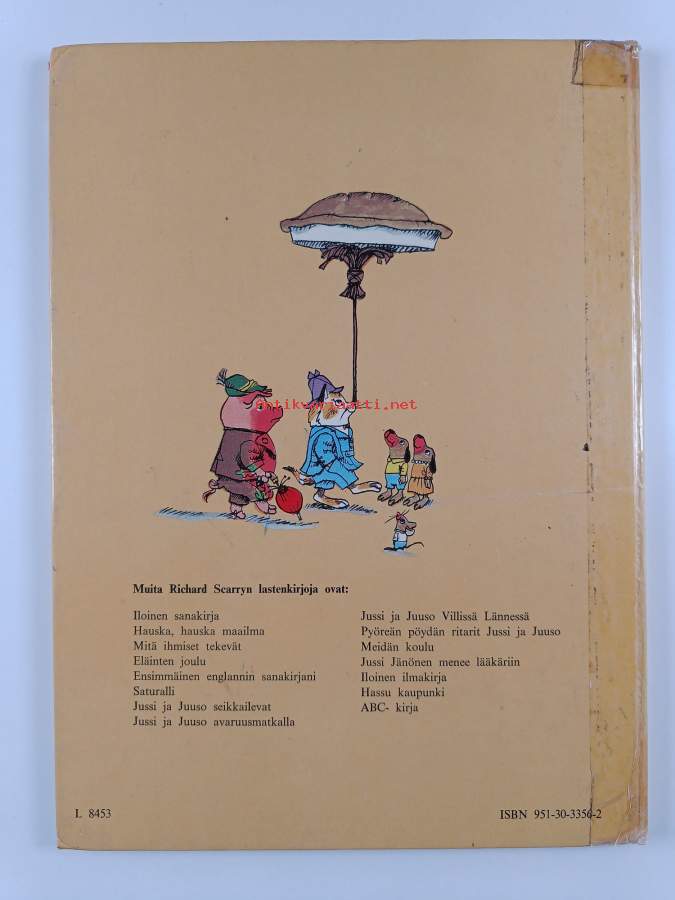 antikvariaatti.net
Muita Richard Scarryn lastenkirjoja ovat:
Iloinen sanakirja
Hauska, hauska maailma
Mitä ihmiset tekevät
Eläinten joulu
Ensimmäinen englannin sanakirjani
Saturalli
Jussi ja Juuso seikkailevat
Jussi ja Juuso avaruusmatkalla
Jussi ja Juuso Villissä Lännessä
Pyöreän pöydän ritarit Jussi ja Juuso
Meidän koulu
Jussi Jänönen menee lääkäriin
Iloinen ilmakirja
Hassu kaupunki
ABC- kirja
L 8453
ISBN 951-30-3356-2